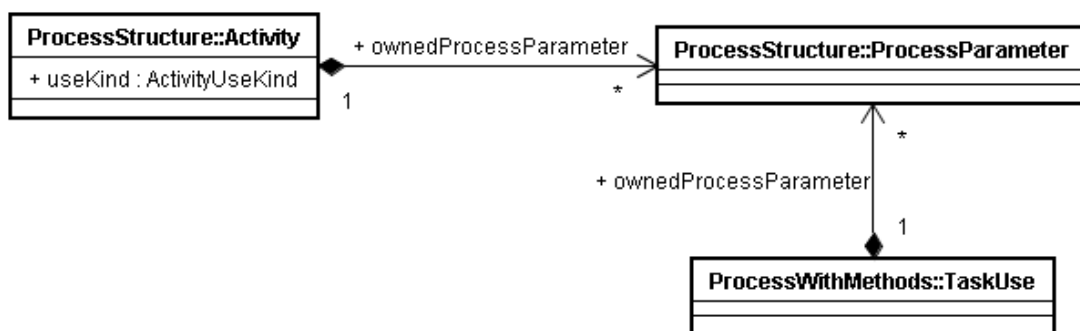 ProcessStructure::Activity
+ useKind : ActivityUseKind
+ ownedProcessParameter
1
*
ProcessStructure::ProcessParameter
*
+ ownedProcessParameter
1
ProcessWithMethods::TaskUse